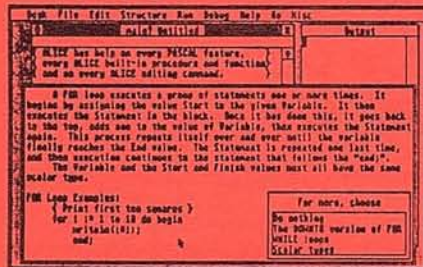 Desk File Edit Structure Run Debug Help Go Misc
main! Untitled
Output
ALICE has help on every PASCAL feature,
every ALICE built-in procedure and function
and on every ALICE editing command.
A FOR loop executes a group of statements one or more times. It
begins by assigning the value Start to the given Variable. It then
executes the Statement in the block. Once it has done this, it goes back
to the top, adds one to the value of Variable, then executes the Statement
again. This process repeats itself over and over until the Variable
finally reaches the End value. The Statement is repeated one last time,
and then execution continues to the statement that follows the "end;".
The Variable and the Start and Finish values must all have the same
scalar type.
FOR Loop Examples:
{ Print first ten squares }
for i := 1 to 10 do begin
end;
For more, choose
Do nothing
The DOWNTO version of FOR
WHILE loops
Scalar types